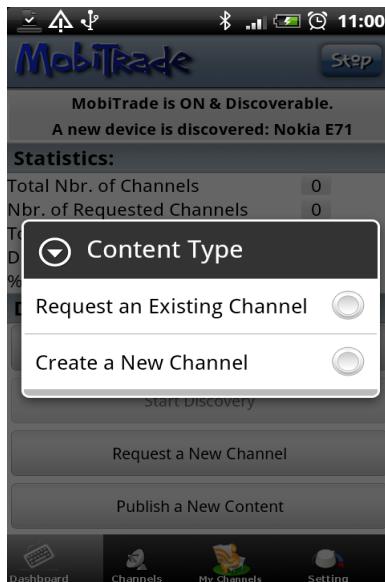 11:00
MobiTrade
Stop
MobiTrade is ON & Discoverable.
A new device is discovered: Nokia E71
Statistics:
Total Nbr. of Channels 0
Nbr. of Requested Channels 0
Content Type
Request an Existing Channel
Create a New Channel
Start Discovery
Request a New Channel
Publish a New Content
Dashboard Channels My Channels Setting